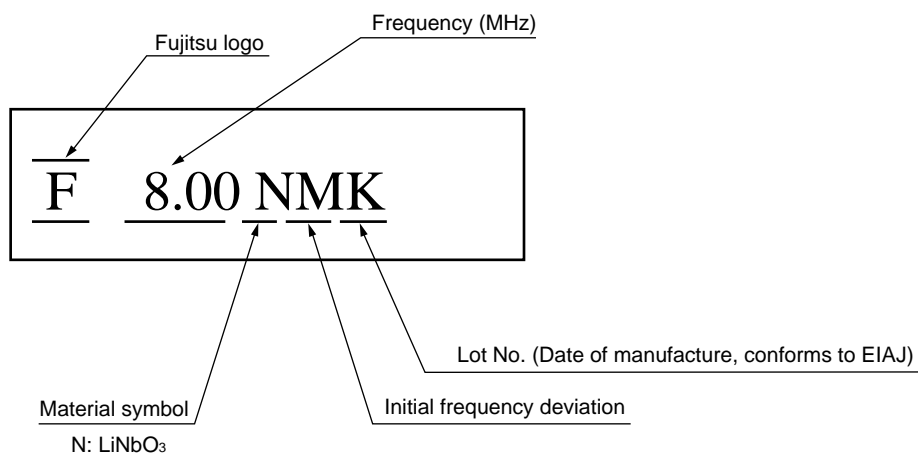 Frequency (MHz)
Fujitsu logo
F 8.00 NMK
Lot No. (Date of manufacture, conforms to EIAJ)
Material symbol
N: LiNbO₃
Initial frequency deviation